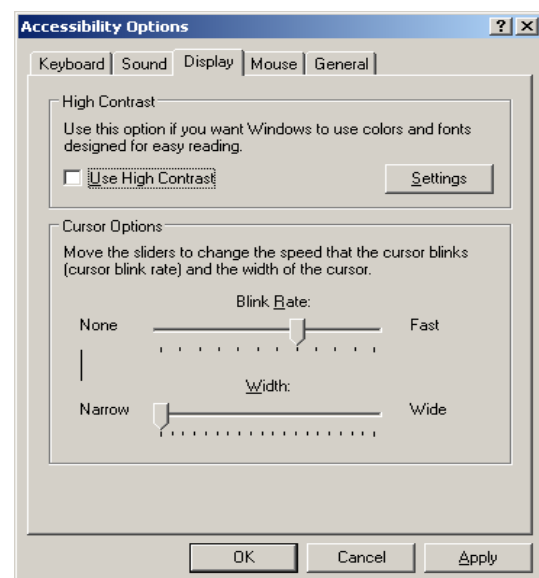 Accessibility Options
Keyboard Sound Display Mouse General
High Contrast
Use this option if you want Windows to use colors and fonts
designed for easy reading.
Use High Contrast Settings
Cursor Options
Move the sliders to change the speed that the cursor blinks
(cursor blink rate) and the width of the cursor.
Blink Rate:
None Fast
Width:
Narrow Wide
OK Cancel Apply